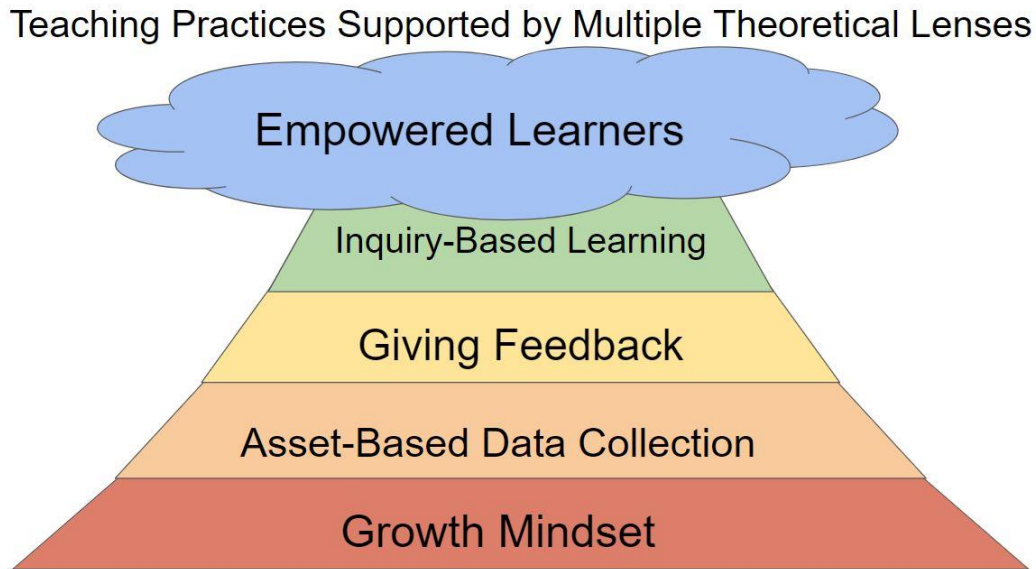 Teaching Practices Supported by Multiple Theoretical Lenses
Empowered Learners
Inquiry-Based Learning
Giving Feedback
Asset-Based Data Collection
Growth Mindset